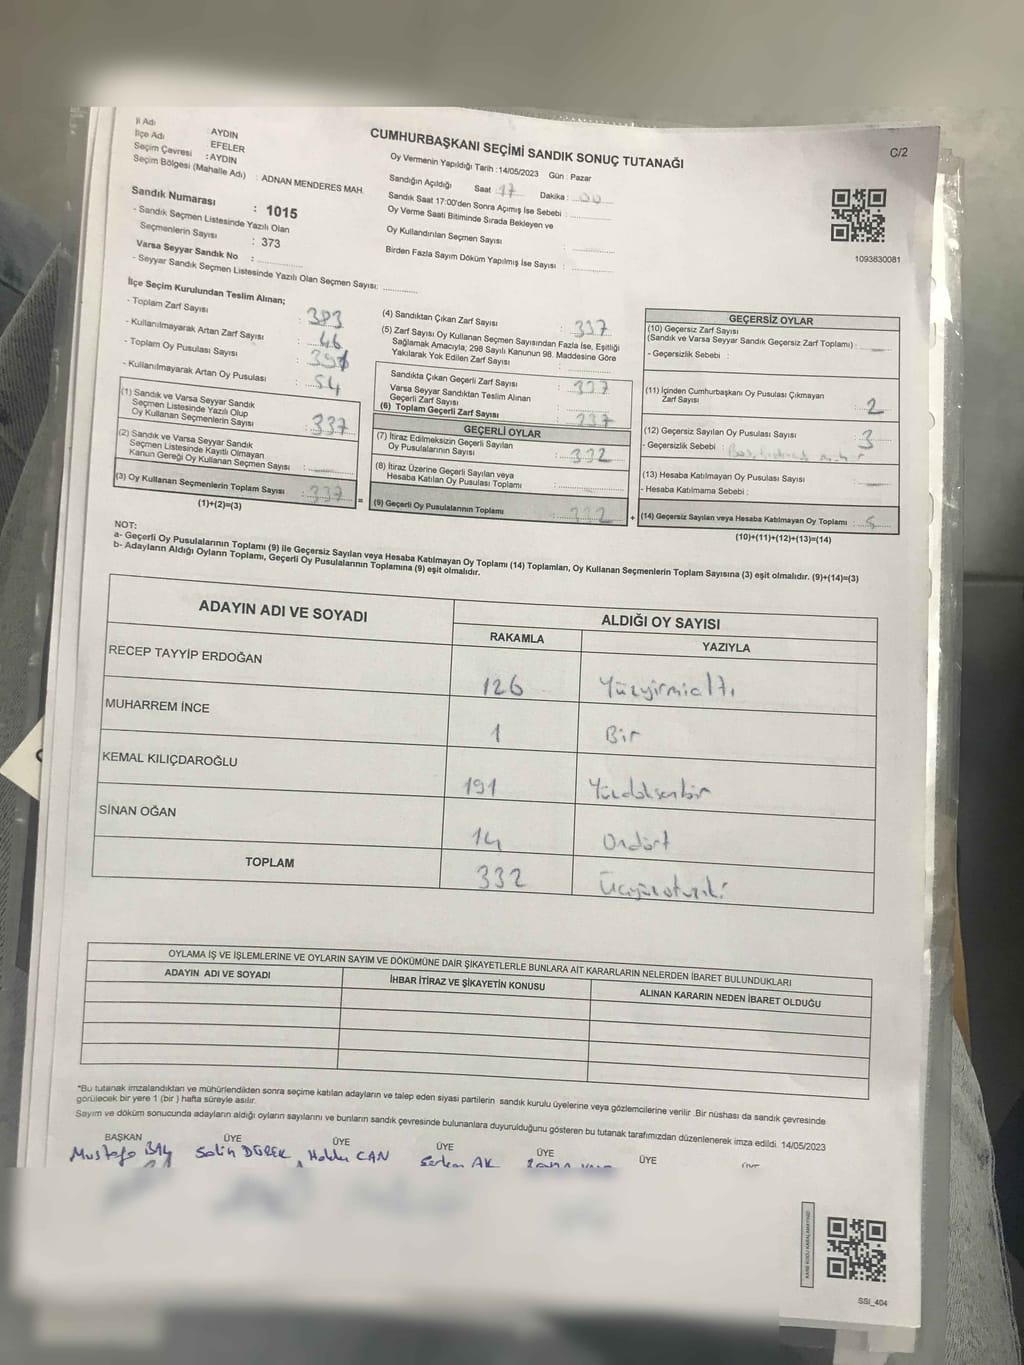 İl Adı : AYDIN
İlçe Adı : EFELER
Seçim Çevresi : AYDIN
Seçim Bölgesi (Mahalle Adı) : ADNAN MENDERES MAH.
CUMHURBAŞKANI SEÇİMİ SANDIK SONUÇ TUTANAĞI
C/2
Oy Vermenin Yapıldığı Tarih : 14/05/2023 Gün : Pazar
Sandığın Açıldığı Saat : 17 Dakika : 00
Sandık Saat 17:00'den Sonra Açımış İse Sebebi :
Oy Verme Saati Bitiminde Sırada Bekleyen ve
Oy Kullandırılan Seçmen Sayısı :
Birden Fazla Sayım Döküm Yapılmış İse Sayısı :
1093830081
Sandık Numarası : 1015
- Sandık Seçmen Listesinde Yazılı Olan
Seçmenlerin Sayısı : 373
Varsa Seyyar Sandık No :
- Seyyar Sandık Seçmen Listesinde Yazılı Olan Seçmen Sayısı:
İlçe Seçim Kurulundan Teslim Alınan;
- Toplam Zarf Sayısı : 383
- Kullanılmayarak Artan Zarf Sayısı : 46
- Toplam Oy Pusulası Sayısı :
- Kullanılmayarak Artan Oy Pusulası : 54
(1) Sandık ve Varsa Seyyar Sandık
Seçmen Listesinde Yazılı Olup
Oy Kullanan Seçmenlerin Sayısı : 337
(2) Sandık ve Varsa Seyyar Sandık
Seçmen Listesinde Kayıtlı Olmayan
Kanun Gereği Oy Kullanan Seçmen Sayısı :
(3) Oy Kullanan Seçmenlerin Toplam Sayısı : 337
(1)+(2)=(3)
(4) Sandıktan Çıkan Zarf Sayısı : 337
(5) Zarf Sayısı Oy Kullanan Seçmen Sayısından Fazla İse, Eşitliği
Sağlamak Amacıyla; 298 Sayılı Kanunun 98. Maddesine Göre
Yakılarak Yok Edilen Zarf Sayısı :
Sandıkta Çıkan Geçerli Zarf Sayısı : 337
Varsa Seyyar Sandıktan Teslim Alınan
Geçerli Zarf Sayısı :
(6) Toplam Geçerli Zarf Sayısı : 337
GEÇERLİ OYLAR
(7) İtiraz Edilmeksizin Geçerli Sayılan
Oy Pusulalarının Sayısı : 332
(8) İtiraz Üzerine Geçerli Sayılan veya
Hesaba Katılan Oy Pusulası Toplamı :
(9) Geçerli Oy Pusulalarının Toplamı : 332
GEÇERSİZ OYLAR
(10) Geçersiz Zarf Sayısı
(Sandık ve Varsa Seyyar Sandık Geçersiz Zarf Toplamı) :
- Geçersizlik Sebebi :
(11) İçinden Cumhurbaşkanı Oy Pusulası Çıkmayan
Zarf Sayısı : 2
(12) Geçersiz Sayılan Oy Pusulası Sayısı : 3
- Geçersizlik Sebebi :
(13) Hesaba Katılmayan Oy Pusulası Sayısı :
- Hesaba Katılmama Sebebi :
(14) Geçersiz Sayılan veya Hesaba Katılmayan Oy Toplamı : 5
(10)+(11)+(12)+(13)=(14)
NOT:
a- Geçerli Oy Pusulalarının Toplamı (9) ile Geçersiz Sayılan veya Hesaba Katılmayan Oy Toplamı (14) Toplamları, Oy Kullanan Seçmenlerin Toplam Sayısına (3) eşit olmalıdır. (9)+(14)=(3)
b- Adayların Aldığı Oyların Toplamı, Geçerli Oy Pusulalarının Toplamına (9) eşit olmalıdır.
ADAYIN ADI VE SOYADI
ALDIĞI OY SAYISI
RAKAMLA YAZIYLA
RECEP TAYYİP ERDOĞAN 126 Yüzyirmialtı
MUHARREM İNCE 1 Bir
KEMAL KILIÇDAROĞLU 191 Yüzdoksanbir
SİNAN OĞAN 14 Ondört
TOPLAM 332 Üçyüzotuziki
OYLAMA İŞ VE İŞLEMLERİNE VE OYLARIN SAYIM VE DÖKÜMÜNE DAİR ŞİKAYETLERLE BUNLARA AİT KARARLARIN NELERDEN İBARET BULUNDUKLARI
ADAYIN ADI VE SOYADI İHBAR İTİRAZ VE ŞİKAYETİN KONUSU ALINAN KARARIN NEDEN İBARET OLDUĞU
*Bu tutanak imzalandıktan ve mühürlendikten sonra seçime katılan adayların ve talep eden siyasi partilerin sandık kurulu üyelerine veya gözlemcilerine verilir .Bir nüshası da sandık çevresinde
görülecek bir yere 1 (bir ) hafta süreyle asılır.
Sayım ve döküm sonucunda adayların aldığı oyların sayılarını ve bunların sandık çevresinde bulunanlara duyurulduğunu gösteren bu tutanak tarafımızdan düzenlenerek imza edildi. 14/05/2023
BAŞKAN ÜYE ÜYE ÜYE ÜYE ÜYE
Mustafa BAL Salih DÜREK CAN Serkan AK
SSI_404